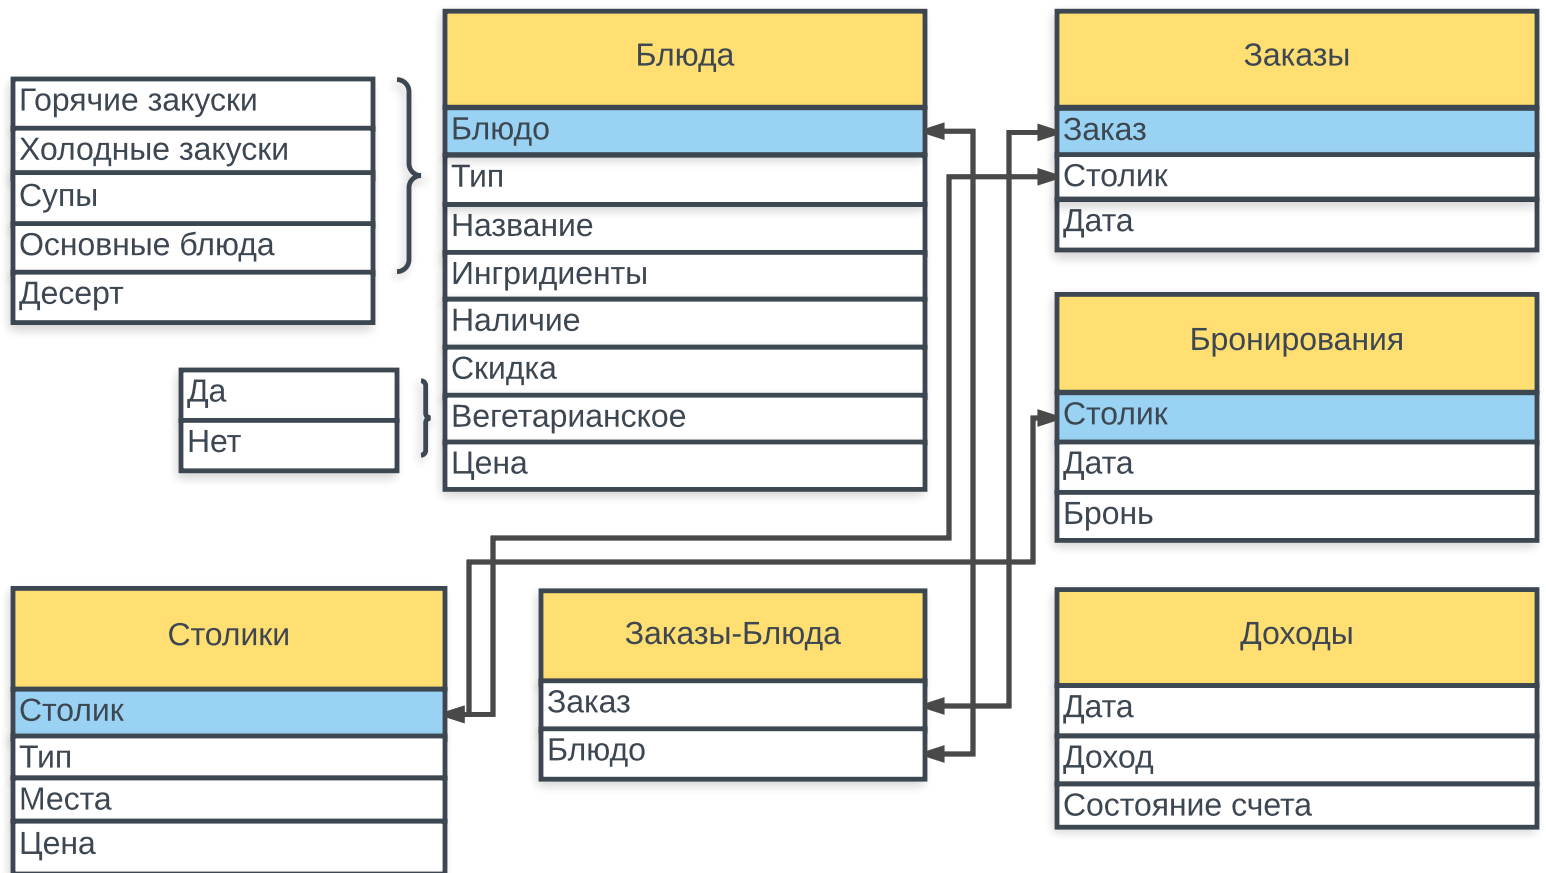 Горячие закуски
Холодные закуски
Супы
Основные блюда
Десерт
Да
Нет
Блюда
Блюдо
Тип
Название
Ингридиенты
Наличие
Скидка
Вегетарианское
Цена
Заказы
Заказ
Столик
Дата
Бронирования
Столик
Дата
Бронь
Столики
Столик
Тип
Места
Цена
Заказы-Блюда
Заказ
Блюдо
Доходы
Дата
Доход
Состояние счета